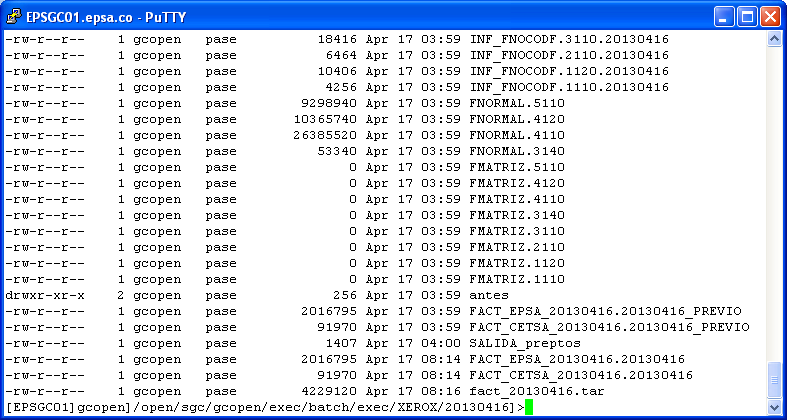 EPSGC01.epsa.co - PuTTY
-rw-r--r-- 1 gcopen pase 18416 Apr 17 03:59 INF_FNOCODF.3110.20130416
-rw-r--r-- 1 gcopen pase 6464 Apr 17 03:59 INF_FNOCODF.2110.20130416
-rw-r--r-- 1 gcopen pase 10406 Apr 17 03:59 INF_FNOCODF.1120.20130416
-rw-r--r-- 1 gcopen pase 4256 Apr 17 03:59 INF_FNOCODF.1110.20130416
-rw-r--r-- 1 gcopen pase 9298940 Apr 17 03:59 FNORMAL.5110
-rw-r--r-- 1 gcopen pase 10365740 Apr 17 03:59 FNORMAL.4120
-rw-r--r-- 1 gcopen pase 26385520 Apr 17 03:59 FNORMAL.4110
-rw-r--r-- 1 gcopen pase 53340 Apr 17 03:59 FNORMAL.3140
-rw-r--r-- 1 gcopen pase 0 Apr 17 03:59 FMATRIZ.5110
-rw-r--r-- 1 gcopen pase 0 Apr 17 03:59 FMATRIZ.4120
-rw-r--r-- 1 gcopen pase 0 Apr 17 03:59 FMATRIZ.4110
-rw-r--r-- 1 gcopen pase 0 Apr 17 03:59 FMATRIZ.3140
-rw-r--r-- 1 gcopen pase 0 Apr 17 03:59 FMATRIZ.3110
-rw-r--r-- 1 gcopen pase 0 Apr 17 03:59 FMATRIZ.2110
-rw-r--r-- 1 gcopen pase 0 Apr 17 03:59 FMATRIZ.1120
-rw-r--r-- 1 gcopen pase 0 Apr 17 03:59 FMATRIZ.1110
drwxr-xr-x 2 gcopen pase 256 Apr 17 03:59 antes
-rw-r--r-- 1 gcopen pase 2016795 Apr 17 03:59 FACT_EPSA_20130416.20130416_PREVIO
-rw-r--r-- 1 gcopen pase 91970 Apr 17 03:59 FACT_CETSA_20130416.20130416_PREVIO
-rw-r--r-- 1 gcopen pase 1407 Apr 17 04:00 SALIDA_preptos
-rw-r--r-- 1 gcopen pase 2016795 Apr 17 08:14 FACT_EPSA_20130416.20130416
-rw-r--r-- 1 gcopen pase 91970 Apr 17 08:14 FACT_CETSA_20130416.20130416
-rw-r--r-- 1 gcopen pase 4229120 Apr 17 08:16 fact_20130416.tar
[EPSGC01]gcopen]/open/sgc/gcopen/exec/batch/exec/XEROX/20130416]>